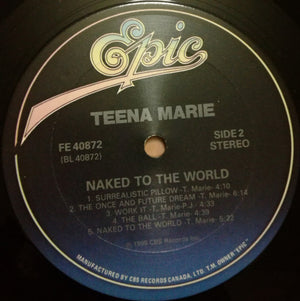 Epic
TEENA MARIE
FE 40872
(BL 40872)
SIDE 2
STEREO
NAKED TO THE WORLD
1. SURREALISTIC PILLOW -T. Marie- 4:10
2. THE ONCE AND FUTURE DREAM -T. Marie- 6:14
3. WORK IT -T. Marie-P.J.- 4:33
4. THE BALL -T. Marie- 4:39
5. NAKED TO THE WORLD -T. Marie- 5:22
CBS Records Inc.
MANUFACTURED BY CBS RECORDS CANADA, LTD. T.M. OWNER "EPIC"